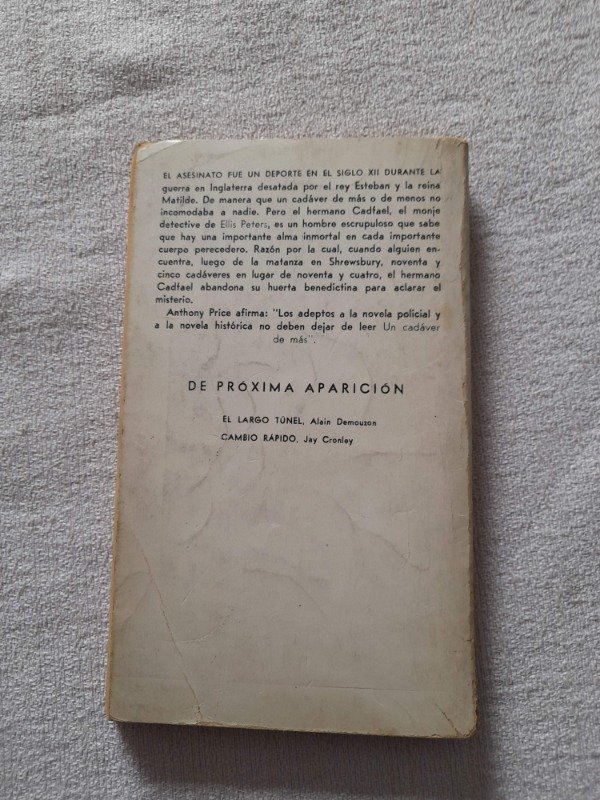 EL ASESINATO FUE UN DEPORTE EN EL SIGLO XII DURANTE LA
guerra en Inglaterra desatada por el rey Esteban y la reina
Matilde. De manera que un cadáver de más o de menos no
incomodaba a nadie. Pero el hermano Cadfael, el monje
detective de Ellis Peters, es un hombre escrupuloso que sabe
que hay una importante alma inmortal en cada importante
cuerpo perecedero. Razón por la cual, cuando alguien en-
cuentra, luego de la matanza en Shrewsbury, noventa y
cinco cadáveres en lugar de noventa y cuatro, el hermano
Cadfael abandona su huerta benedictina para aclarar el
misterio.
Anthony Price afirma: "Los adeptos a la novela policial y
a la novela histórica no deben dejar de leer Un cadáver
de más".
DE PRÓXIMA APARICIÓN
EL LARGO TÚNEL, Alain Demouzon
CAMBIO RÁPIDO, Jay Cronley